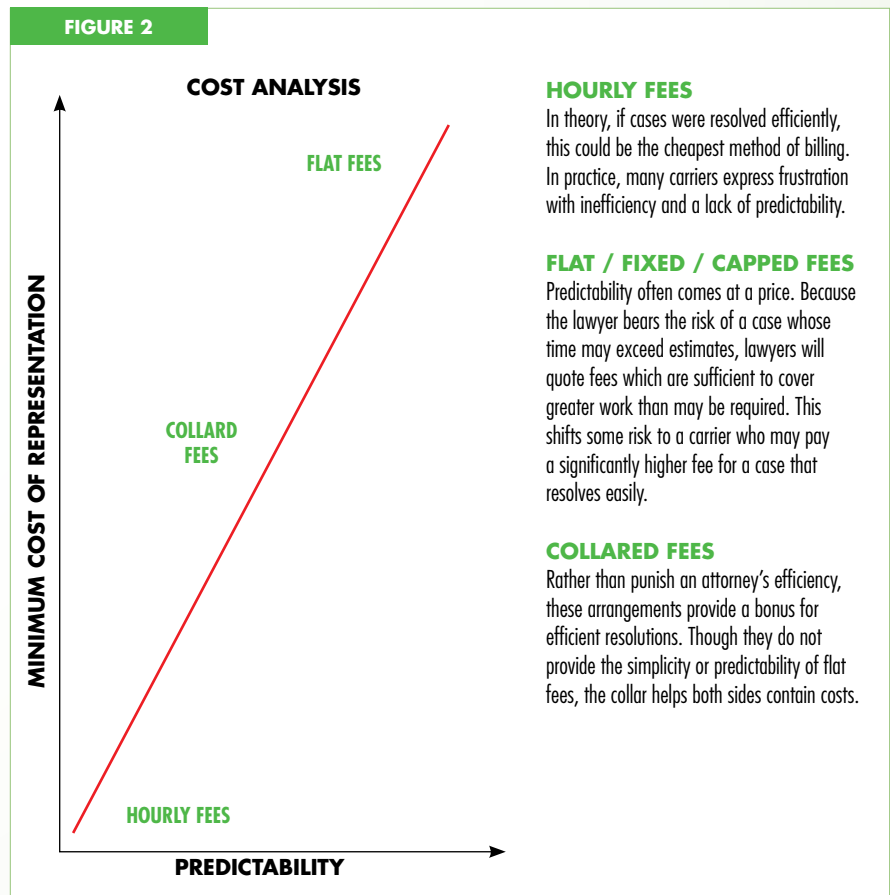 FIGURE 2
COST ANALYSIS
FLAT FEES
COLLARD
FEES
HOURLY FEES
MINIMUM COST OF REPRESENTATION
PREDICTABILITY
HOURLY FEES
In theory, if cases were resolved efficiently,
this could be the cheapest method of billing.
In practice, many carriers express frustration
with inefficiency and a lack of predictability.
FLAT / FIXED / CAPPED FEES
Predictability often comes at a price. Because
the lawyer bears the risk of a case whose
time may exceed estimates, lawyers will
quote fees which are sufficient to cover
greater work than may be required. This
shifts some risk to a carrier who may pay
a significantly higher fee for a case that
resolves easily.
COLLARED FEES
Rather than punish an attorney’s efficiency,
these arrangements provide a bonus for
efficient resolutions. Though they do not
provide the simplicity or predictability of flat
fees, the collar helps both sides contain costs.